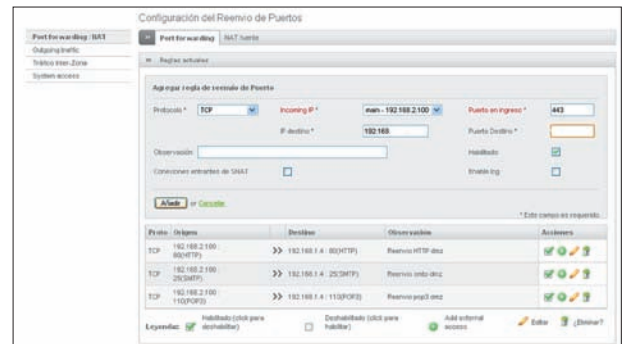 Configuración del Reenvio de Puertos
Port forwarding / NAT
Outgoing traffic
Tráfico Inter-Zona
System access
>> Port forwarding NAT fuente
>> Reglas actuales
Agregar regla de reenvío de Puerto
Protocolo * TCP Incoming IP * main - 192.168.2.100 Puerto en ingreso * 443
IP destino * 192.168. Puerto Destino *
Observación Habilitado
Conexiones entrantes de SNAT Enable log
Añadir or Cancelar
* Este campo es requerido.
Proto Origen Destino Observación Acciones
TCP 192.168.2.100 : 80(HTTP) >> 192.168.1.4 : 80(HTTP) Reenvio HTTP dmz
TCP 192.168.2.100 : 25(SMTP) >> 192.168.1.4 : 25(SMTP) Reenvio smtp dmz
TCP 192.168.2.100 : 110(POP3) >> 192.168.1.4 : 110(POP3) Reenvio pop3 dmz
Leyenda: Habilitado (click para deshabilitar) Deshabilitado (click para habilitar) Add external access Editar ¿Eliminar?